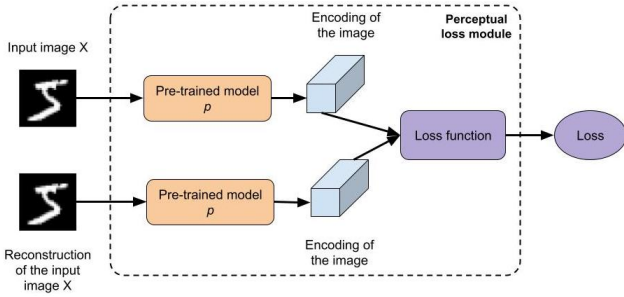 Input image X
Pre-trained model
p
Encoding of
the image
Perceptual
loss module
Loss function
Loss
Pre-trained model
p
Encoding of
the image
Reconstruction
of the input
image X